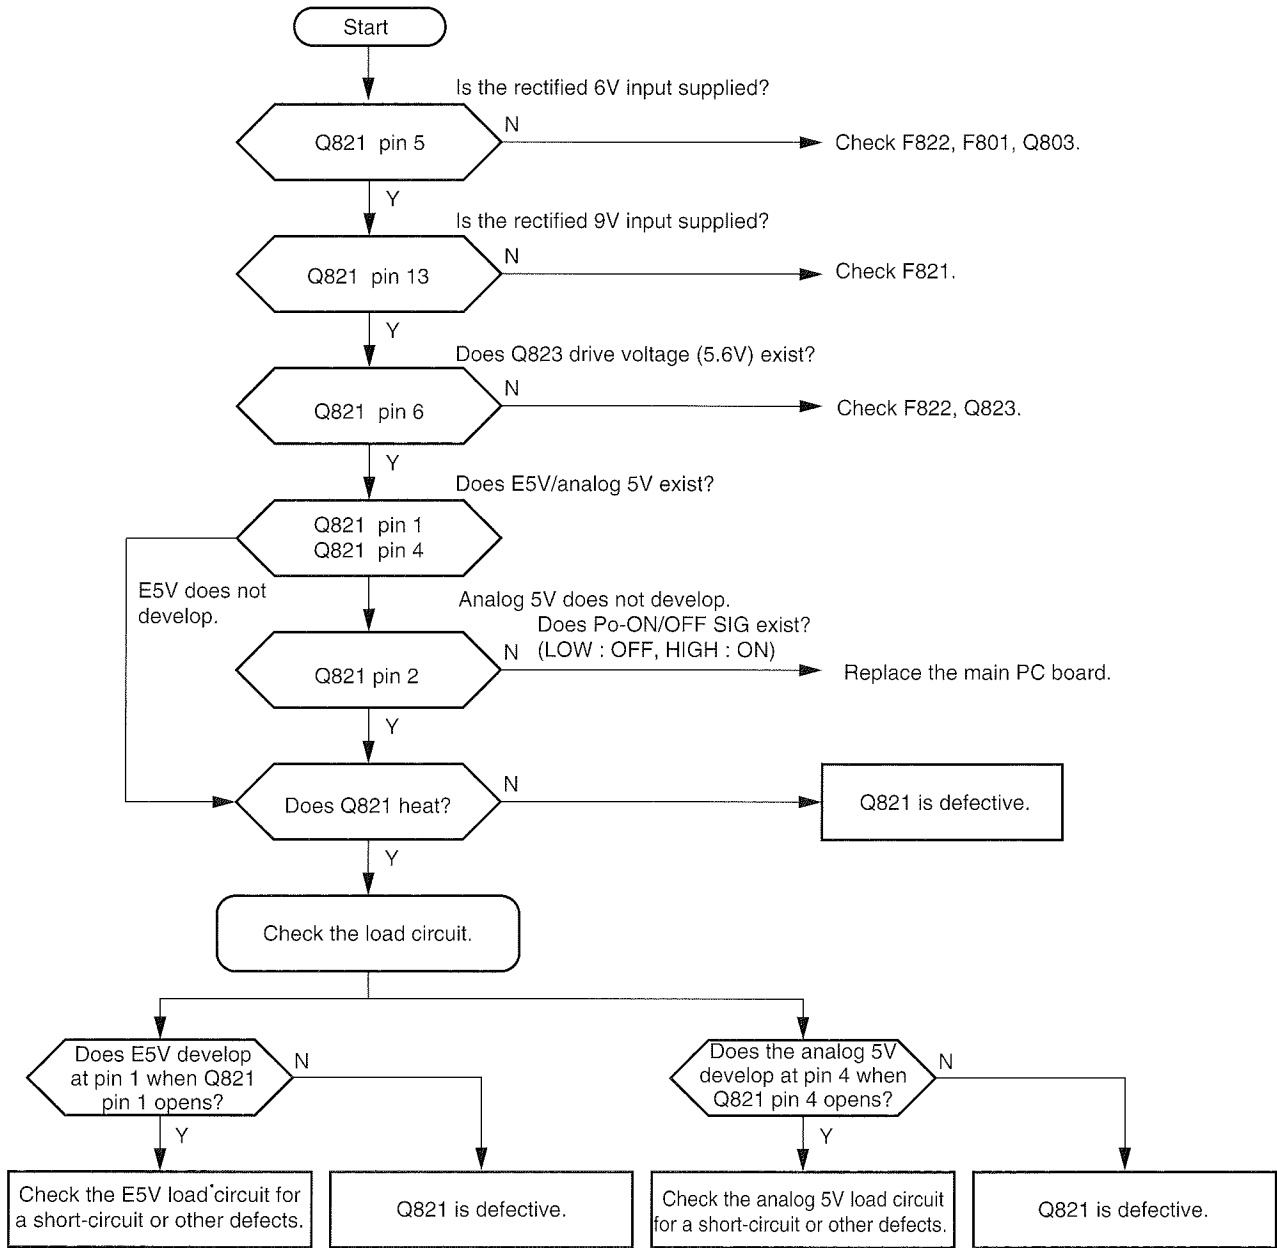 Start
Is the rectified 6V input supplied?
Q821 pin 5
N
Check F822, F801, Q803.
Y
Is the rectified 9V input supplied?
Q821 pin 13
N
Check F821.
Y
Does Q823 drive voltage (5.6V) exist?
Q821 pin 6
N
Check F822, Q823.
Y
Does E5V/analog 5V exist?
Q821 pin 1
Q821 pin 4
E5V does not
develop.
Analog 5V does not develop.
Does Po-ON/OFF SIG exist?
(LOW : OFF, HIGH : ON)
Q821 pin 2
N
Replace the main PC board.
Y
Does Q821 heat?
N
Q821 is defective.
Y
Check the load circuit.
Does E5V develop
at pin 1 when Q821
pin 1 opens?
N
Y
Check the E5V load circuit for
a short-circuit or other defects.
Q821 is defective.
Does the analog 5V
develop at pin 4 when
Q821 pin 4 opens?
N
Y
Check the analog 5V load circuit
for a short-circuit or other defects.
Q821 is defective.